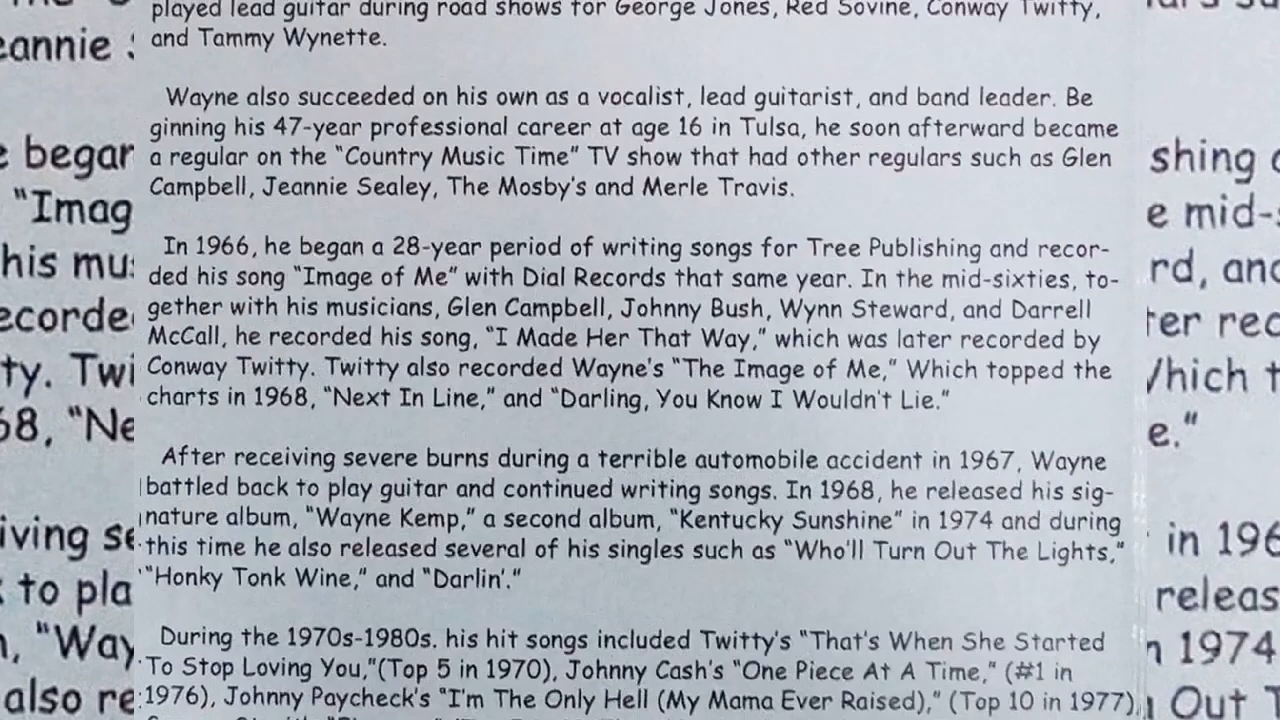 played lead guitar during road shows for George Jones, Red Sovine, Conway Twitty,
and Tammy Wynette.
Wayne also succeeded on his own as a vocalist, lead guitarist, and band leader. Be
ginning his 47-year professional career at age 16 in Tulsa, he soon afterward became
a regular on the "Country Music Time" TV show that had other regulars such as Glen
Campbell, Jeannie Sealey, The Mosby's and Merle Travis.
In 1966, he began a 28-year period of writing songs for Tree Publishing and recor-
ded his song "Image of Me" with Dial Records that same year. In the mid-sixties, to-
gether with his musicians, Glen Campbell, Johnny Bush, Wynn Steward, and Darrell
McCall, he recorded his song, "I Made Her That Way," which was later recorded by
Conway Twitty. Twitty also recorded Wayne's "The Image of Me," Which topped the
charts in 1968, "Next In Line," and "Darling, You Know I Wouldn't Lie."
After receiving severe burns during a terrible automobile accident in 1967, Wayne
battled back to play guitar and continued writing songs. In 1968, he released his sig-
nature album, "Wayne Kemp," a second album, "Kentucky Sunshine" in 1974 and during
this time he also released several of his singles such as "Who'll Turn Out The Lights,"
"Honky Tonk Wine," and "Darlin'."
During the 1970s-1980s. his hit songs included Twitty's "That's When She Started
To Stop Loving You,"(Top 5 in 1970), Johnny Cash's "One Piece At A Time," (#1 in
1976), Johnny Paycheck's "I'm The Only Hell (My Mama Ever Raised)," (Top 10 in 1977),